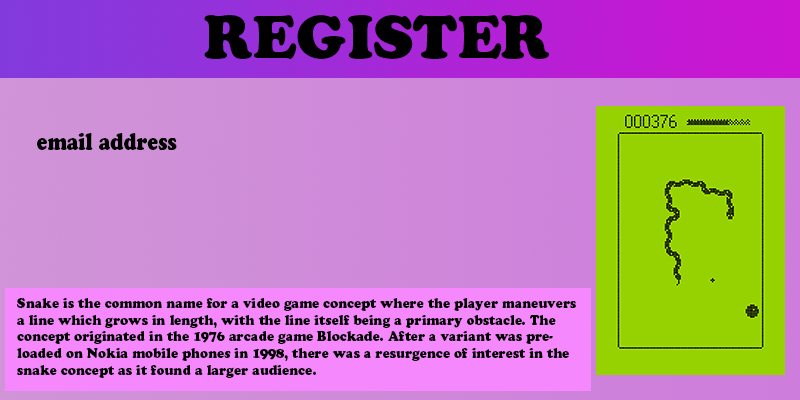 REGISTER
email address
000376
Snake is the common name for a video game concept where the player maneuvers
a line which grows in length, with the line itself being a primary obstacle. The
concept originated in the 1976 arcade game Blockade. After a variant was pre-
loaded on Nokia mobile phones in 1998, there was a resurgence of interest in the
snake concept as it found a larger audience.